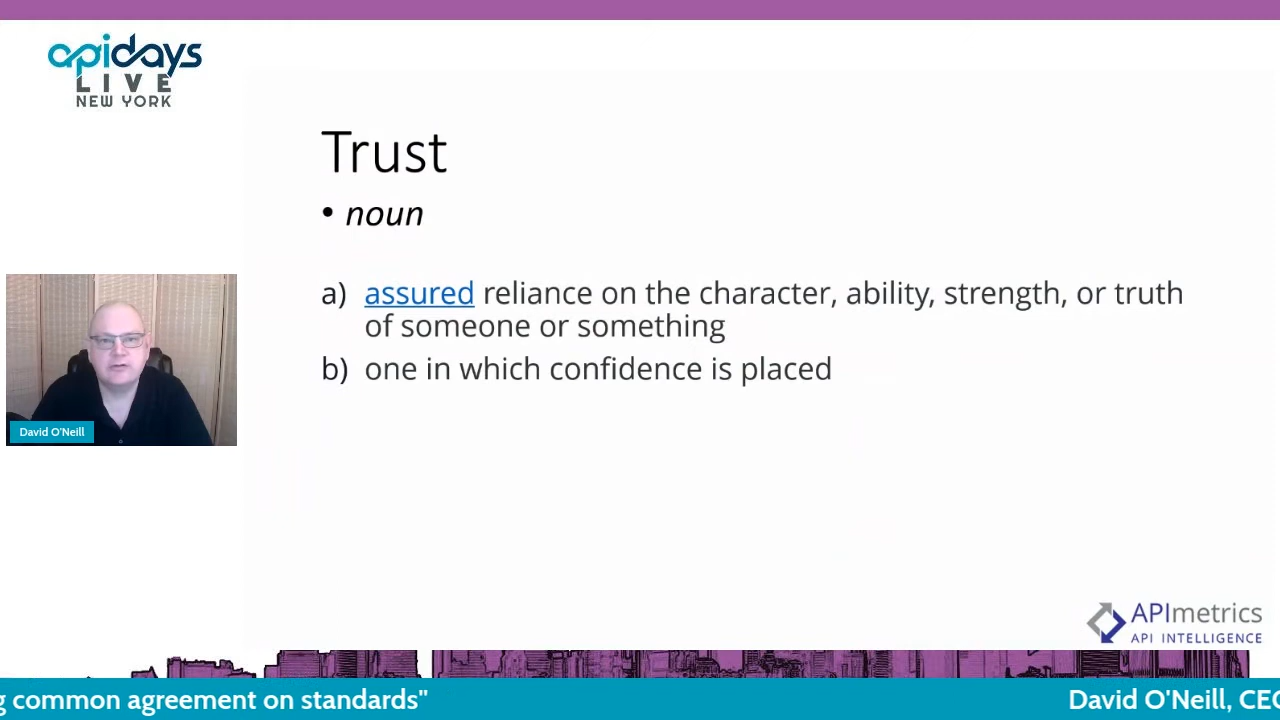 apidays
LIVE
NEW YORK
Trust
• noun
a) assured reliance on the character, ability, strength, or truth
of someone or something
b) one in which confidence is placed
David O'Neill
APImetrics
API INTELLIGENCE
common agreement on standards"
David O'Neill, CEO